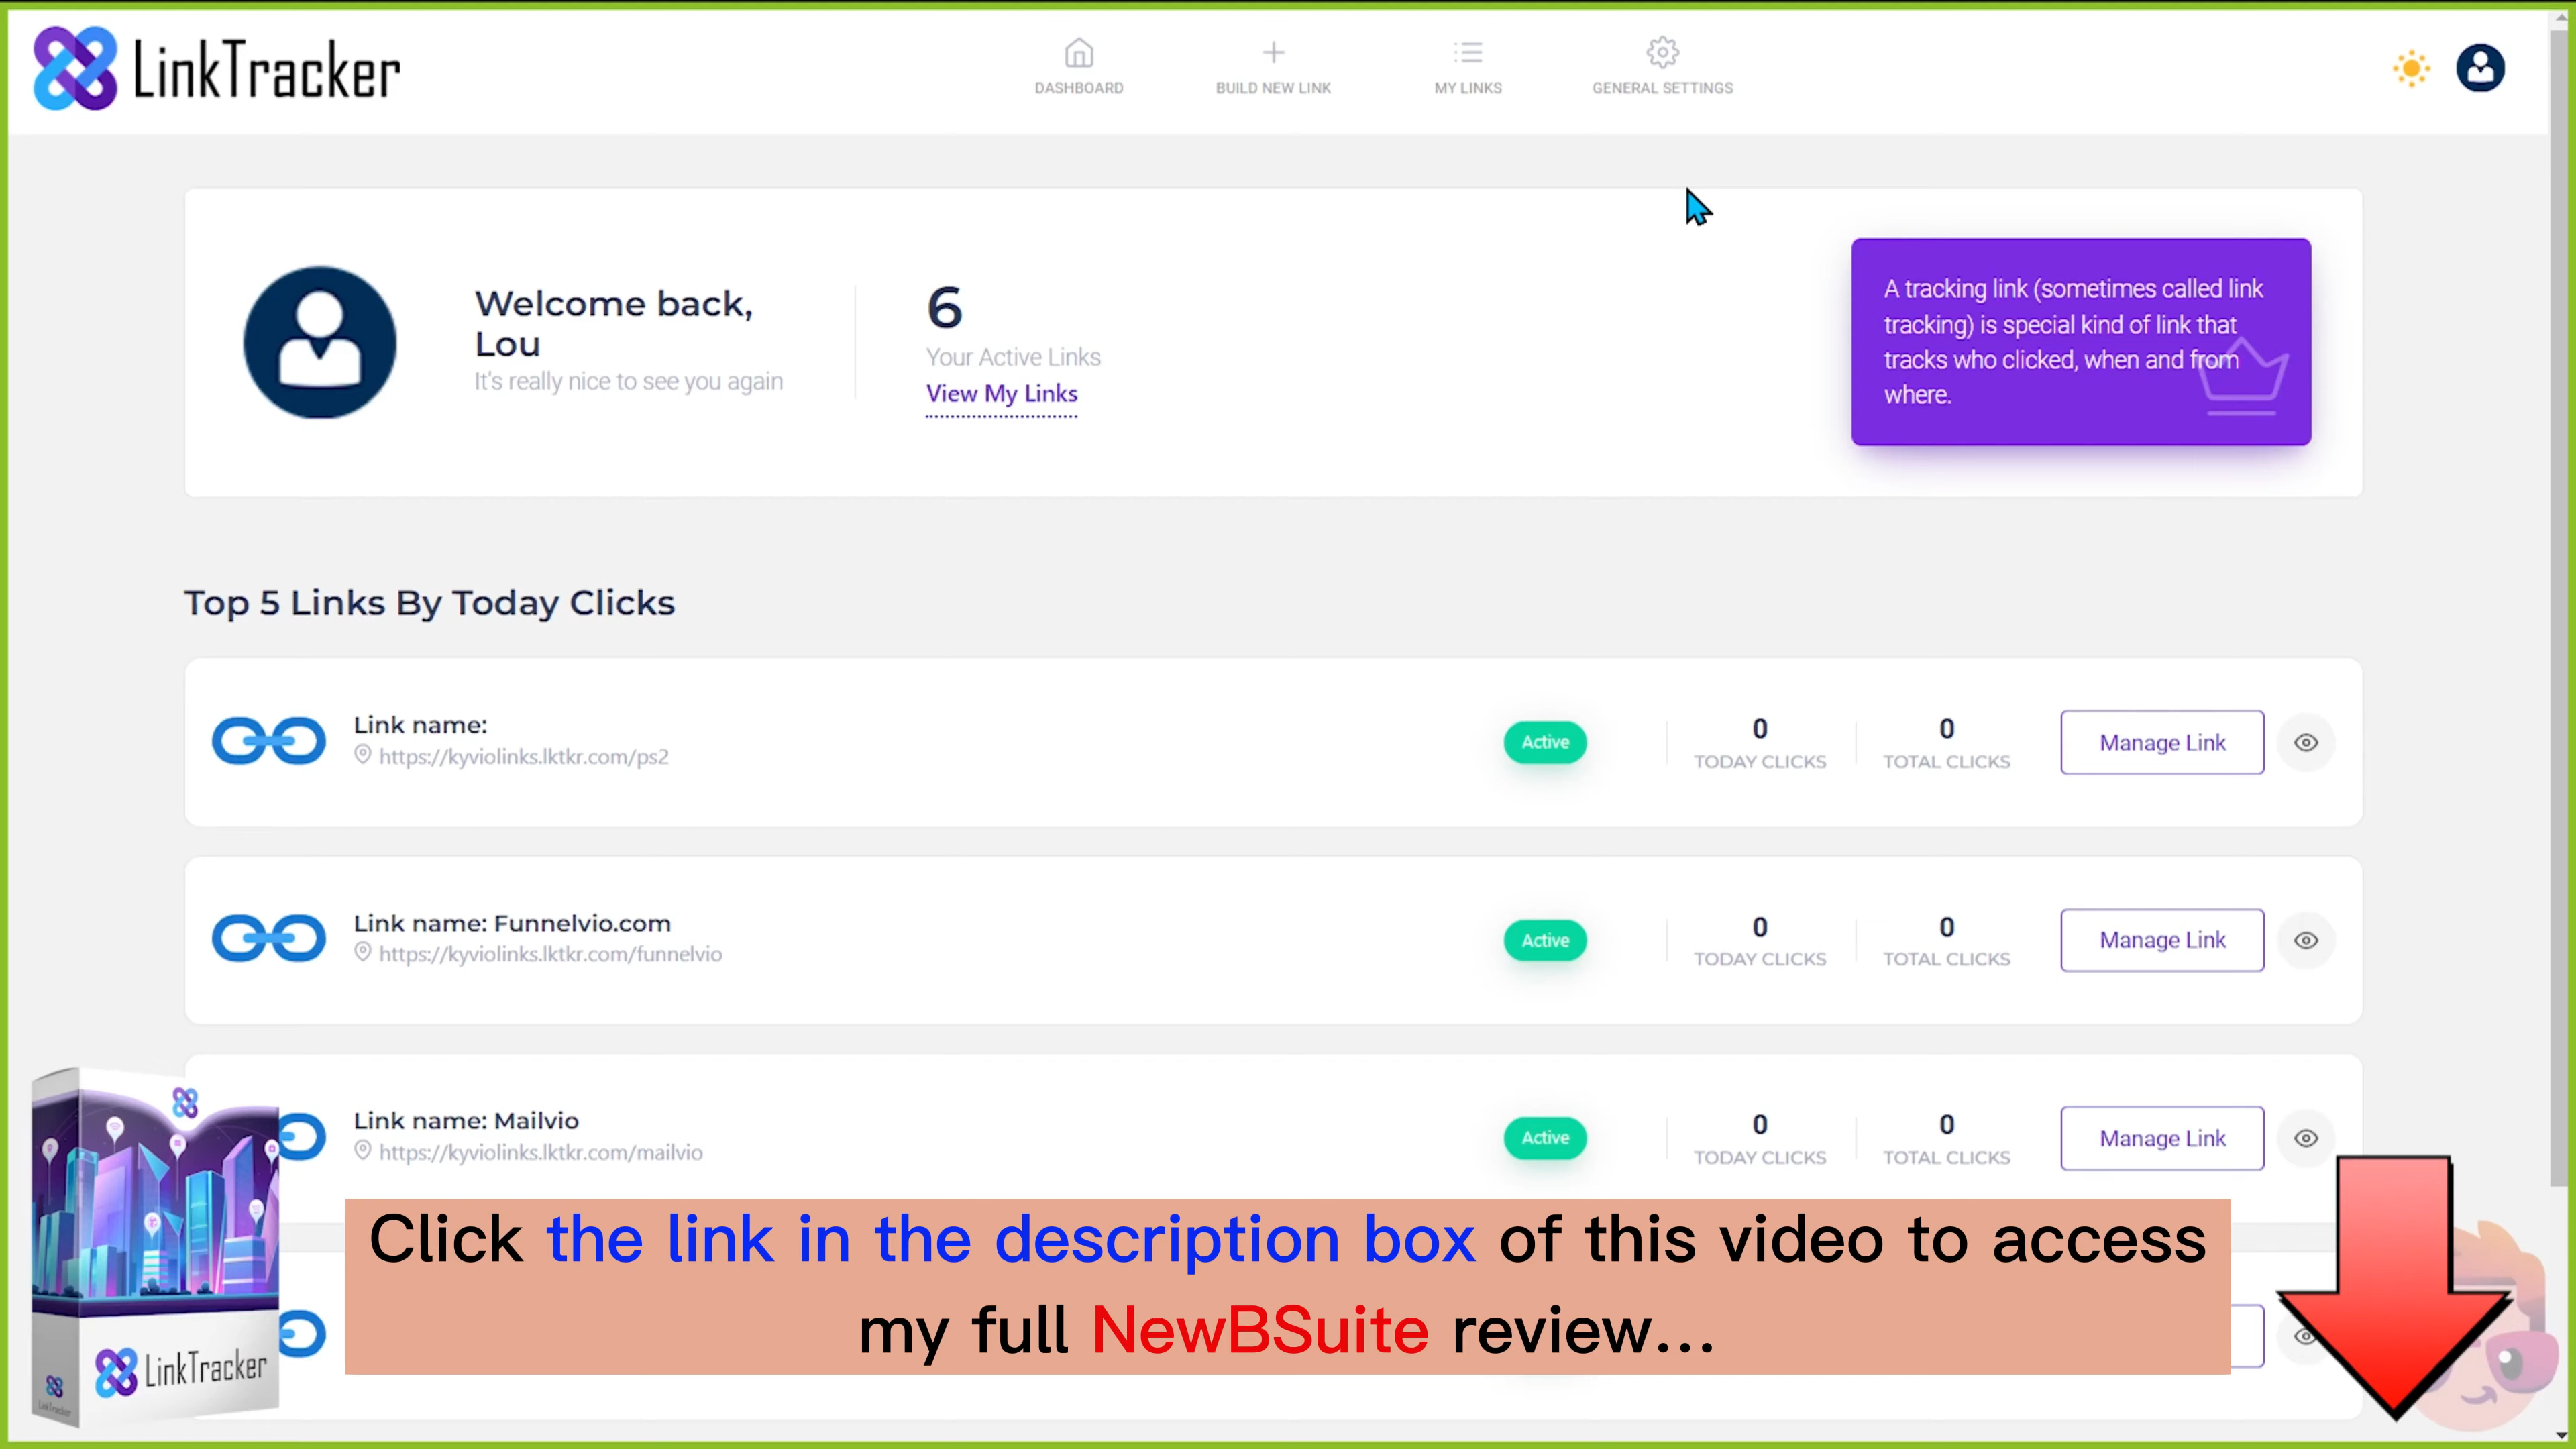 LinkTracker
DASHBOARD
BUILD NEW LINK
MY LINKS
GENERAL SETTINGS
Welcome back,
Lou
It's really nice to see you again
6
Your Active Links
View My Links
A tracking link (sometimes called link
tracking) is special kind of link that
tracks who clicked, when and from
where.
Top 5 Links By Today Clicks
Link name:
https://kyviolinks.lktkr.com/ps2
Active
0
TODAY CLICKS
0
TOTAL CLICKS
Manage Link
Link name: Funnelvio.com
https://kyviolinks.lktkr.com/funnelvio
Active
0
TODAY CLICKS
0
TOTAL CLICKS
Manage Link
Link name: Mailvio
https://kyviolinks.lktkr.com/mailvio
Active
0
TODAY CLICKS
0
TOTAL CLICKS
Manage Link
Click the link in the description box of this video to access
my full NewBSuite review...
LinkTracker
LinkTracker